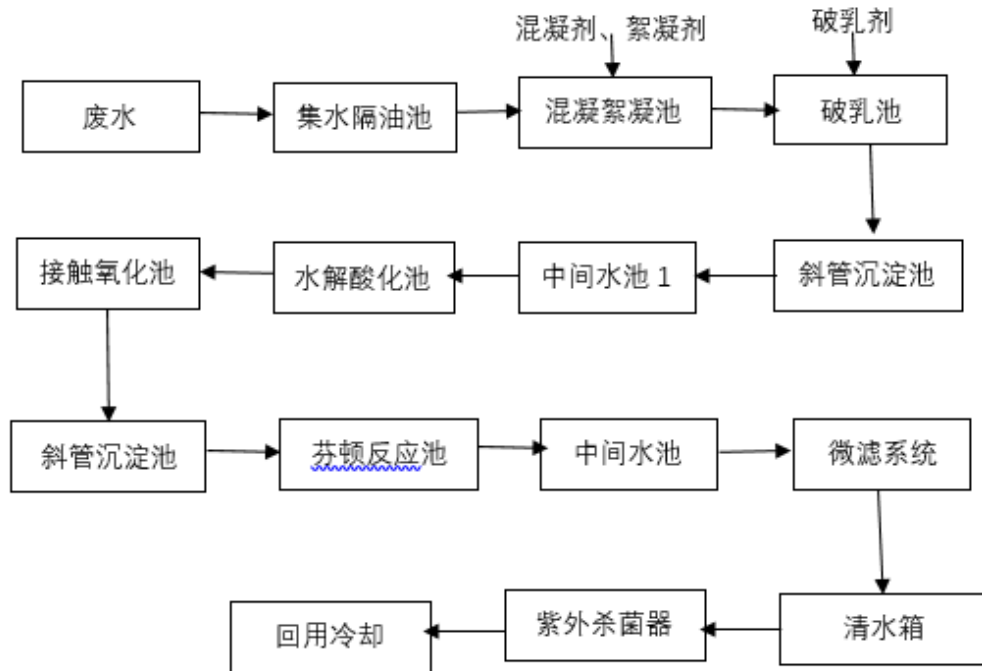 混凝剂、絮凝剂
破乳剂
废水
集水隔油池
混凝絮凝池
破乳池
接触氧化池
水解酸化池
中间水池 1
斜管沉淀池
斜管沉淀池
芬顿反应池
中间水池
微滤系统
回用冷却
紫外杀菌器
清水箱